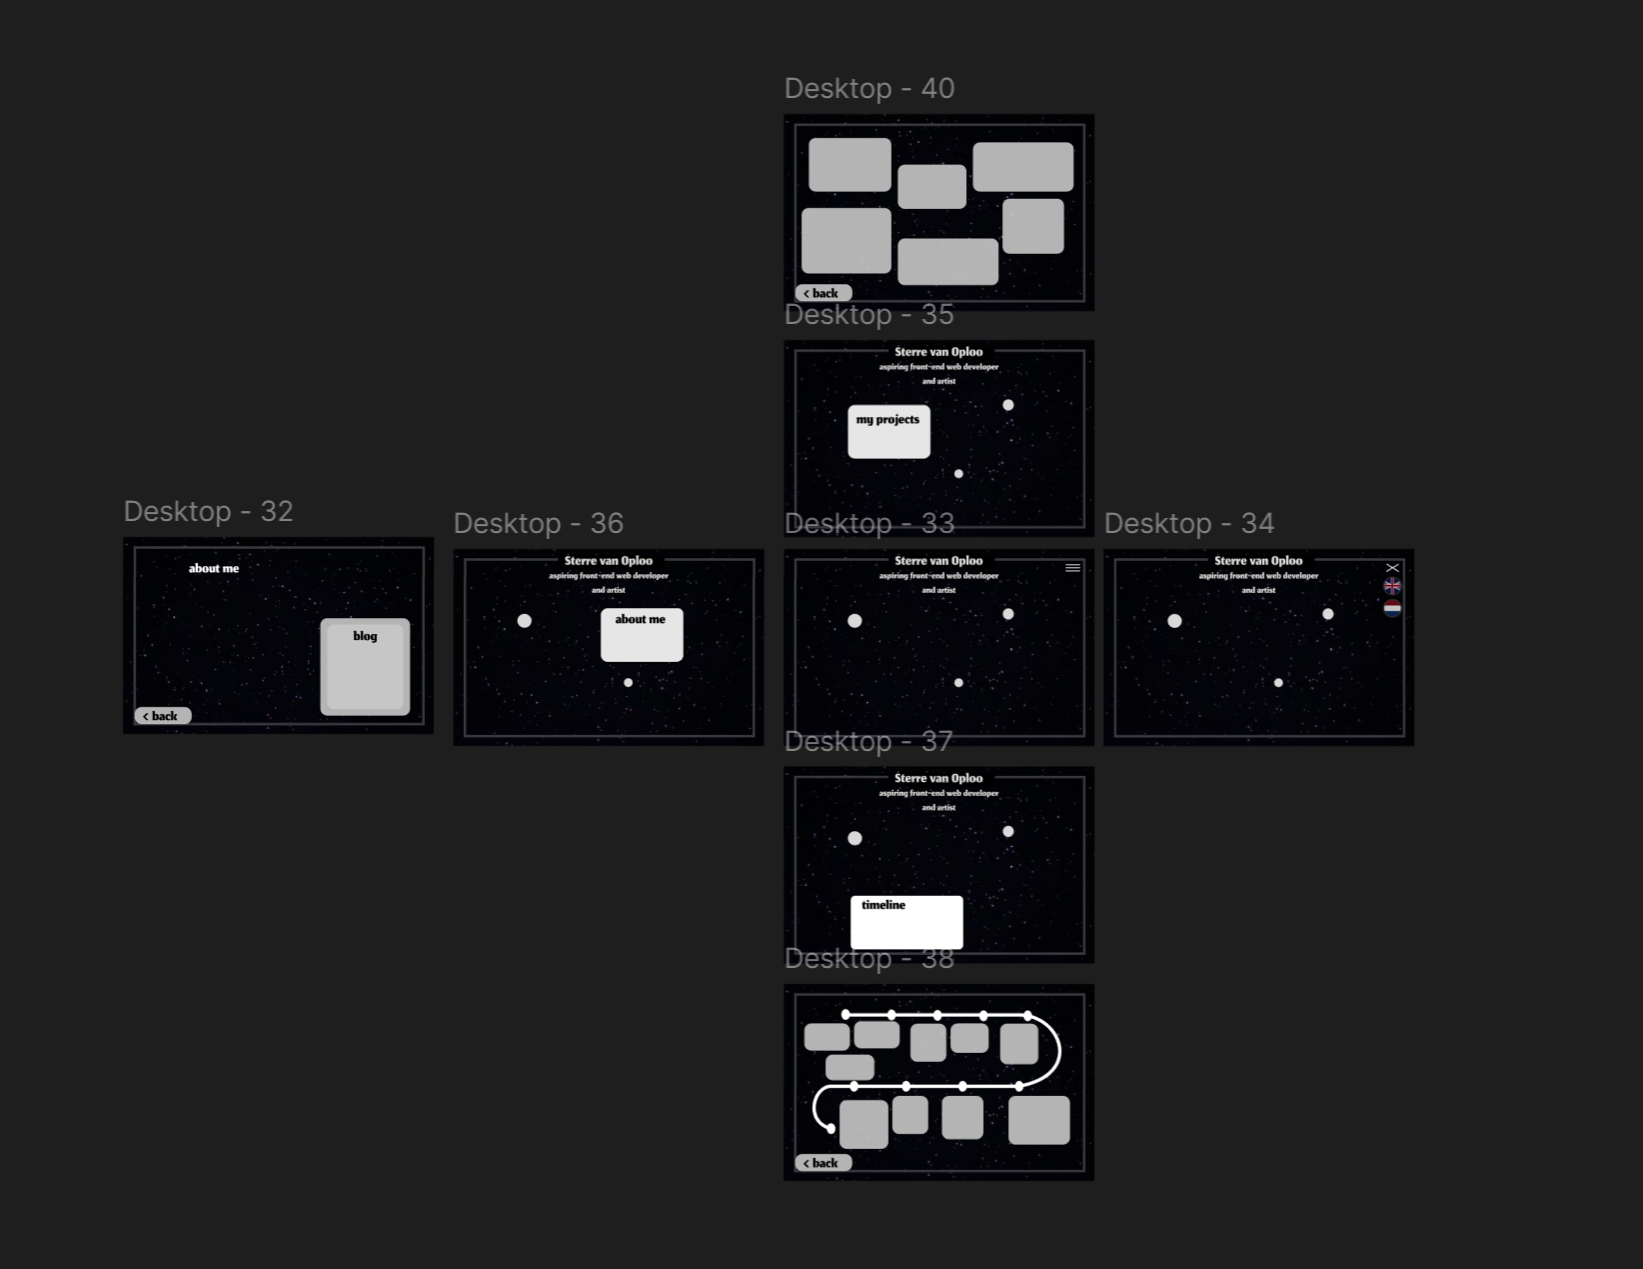 Desktop - 40
< back
Desktop - 35
Sterre van Oploo
aspiring front-end web developer
and artist
my projects
Desktop - 32
about me
blog
< back
Desktop - 36
Sterre van Oploo
aspiring front-end web developer
and artist
about me
Desktop - 33
Sterre van Oploo
aspiring front-end web developer
and artist
Desktop - 34
Sterre van Oploo
aspiring front-end web developer
and artist
Desktop - 37
Sterre van Oploo
aspiring front-end web developer
and artist
timeline
Desktop - 38
< back